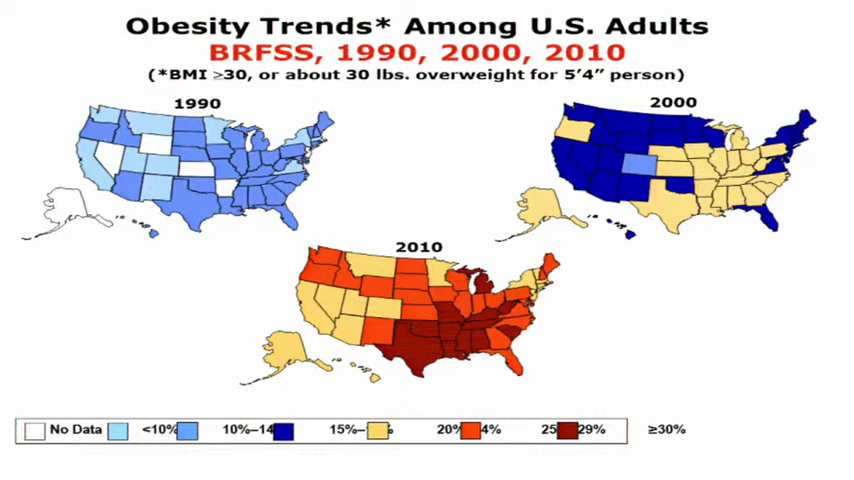 Obesity Trends* Among U.S. Adults
BRFSS, 1990, 2000, 2010
(*BMI ≥30, or about 30 lbs. overweight for 5’4” person)
1990
2000
2010
No Data <10% 10%–14 15%– % 20% 4% 25 29% ≥30%